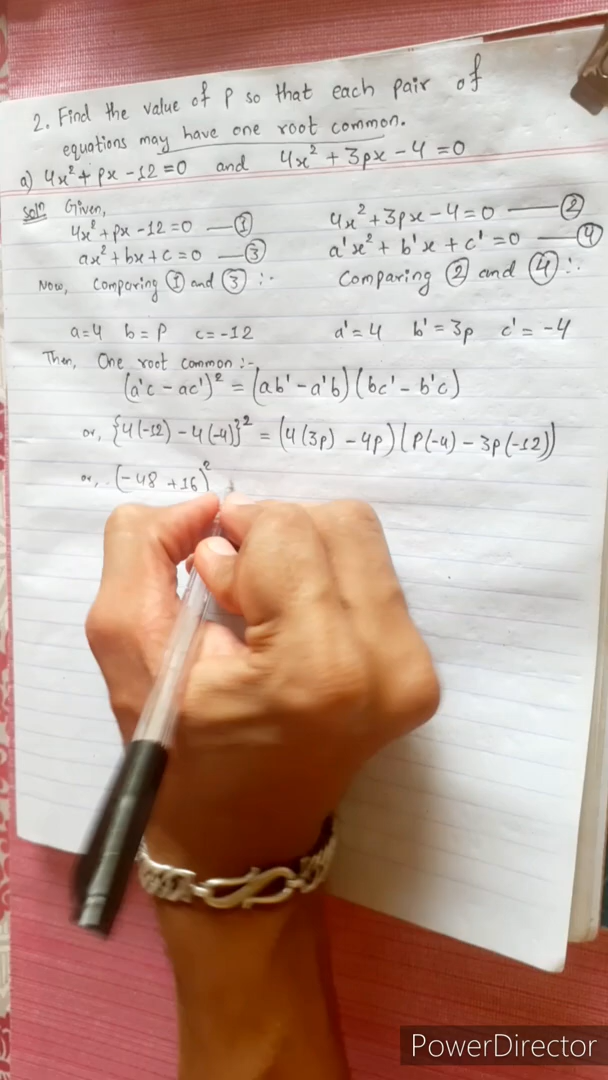 2. Find the value of P so that each pair of
equations may have one root common.
a) 4x² + px - 12 = 0 and 4x² + 3px - 4 = 0
Solⁿ Given,
4x² + px - 12 = 0 — ① 4x² + 3px - 4 = 0 — ②
ax² + bx + c = 0 — ③ a'x² + b'x + c' = 0 — ④
Now, Comparing ① and ③ :- Comparing ② and ④ :-
a = 4 b = P c = -12 a' = 4 b' = 3p c' = -4
Then, One root common :-
(a'c - ac')² = (ab' - a'b) (bc' - b'c)
or, {4(-12) - 4(-4)}² = (4(3p) - 4p) (P(-4) - 3p(-12))
or, (-48 + 16)²
PowerDirector